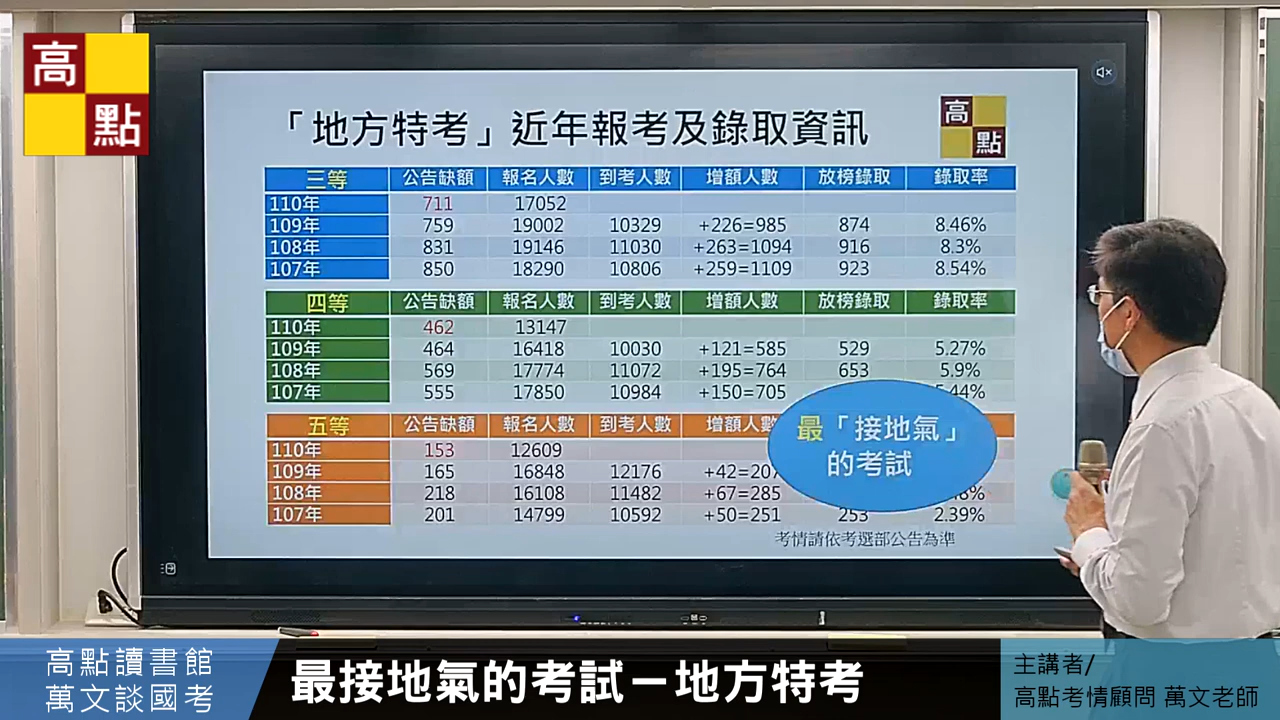 高
點
「地方特考」近年報考及錄取資訊
高
點
三等 公告缺額 報名人數 到考人數 增額人數 放榜錄取 錄取率
110年 711 17052
109年 759 19002 10329 +226=985 874 8.46%
108年 831 19146 11030 +263=1094 916 8.3%
107年 850 18290 10806 +259=1109 923 8.54%
四等 公告缺額 報名人數 到考人數 增額人數 放榜錄取 錄取率
110年 462 13147
109年 464 16418 10030 +121=585 529 5.27%
108年 569 17774 11072 +195=764 653 5.9%
107年 555 17850 10984 +150=705
五等 公告缺額 報名人數 到考人數 增額人數
110年 153 12609
109年 165 16848 12176 +42=207
108年 218 16108 11482 +67=285
107年 201 14799 10592 +50=251 253 2.39%
最「接地氣」
的考試
考情請依考選部公告為準
高點讀書館
萬文談國考
最接地氣的考試－地方特考
主講者/
高點考情顧問 萬文老師